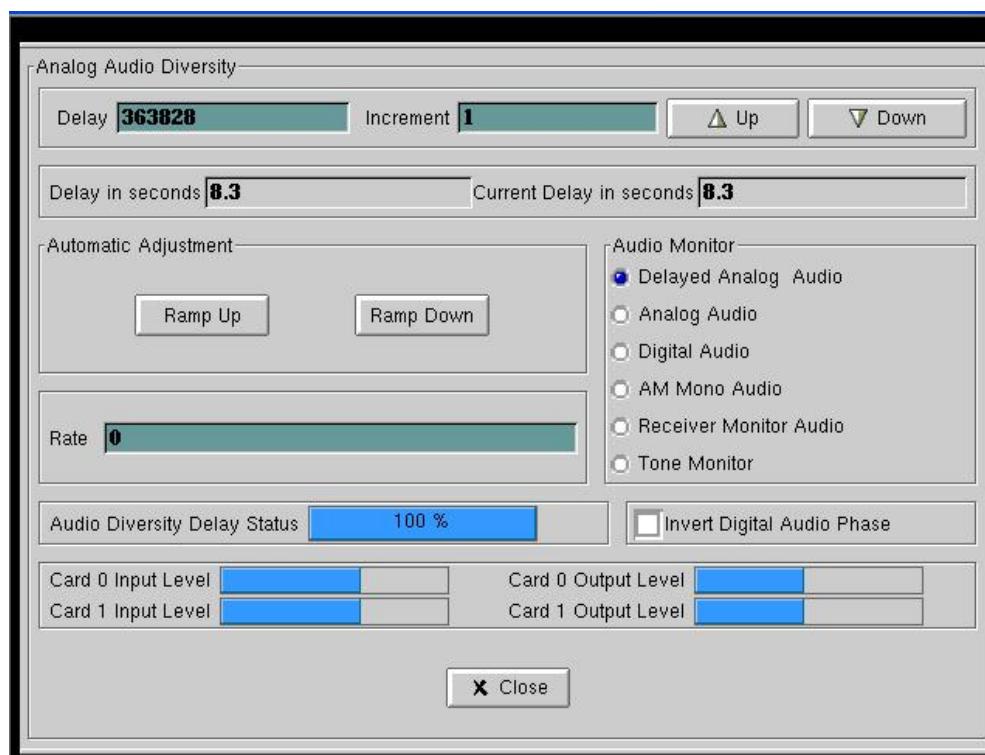 Analog Audio Diversity
Delay 363828 Increment 1 Up Down
Delay in seconds 8.3 Current Delay in seconds 8.3
Automatic Adjustment
Ramp Up Ramp Down
Audio Monitor
Delayed Analog Audio
Analog Audio
Digital Audio
AM Mono Audio
Receiver Monitor Audio
Tone Monitor
Rate 0
Audio Diversity Delay Status 100 % Invert Digital Audio Phase
Card 0 Input Level Card 0 Output Level
Card 1 Input Level Card 1 Output Level
X Close